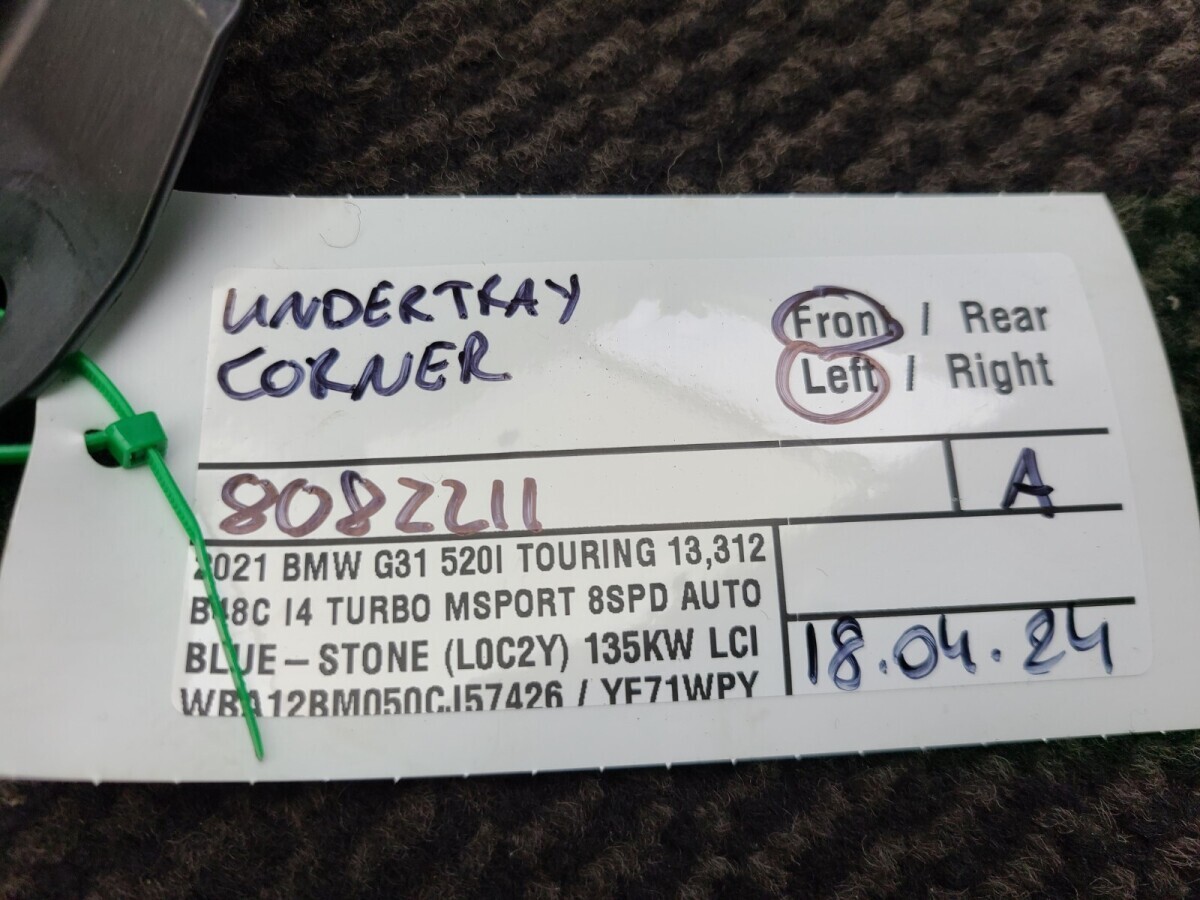 UNDERTRAY
CORNER
Front / Rear
Left / Right
8082211
A
2021 BMW G31 520I TOURING 13,312
B48C I4 TURBO MSPORT 8SPD AUTO
BLUE-STONE (L0C2Y) 135KW LCI
WBA12BM050CJ57426 / YF71WPY
18.04.24